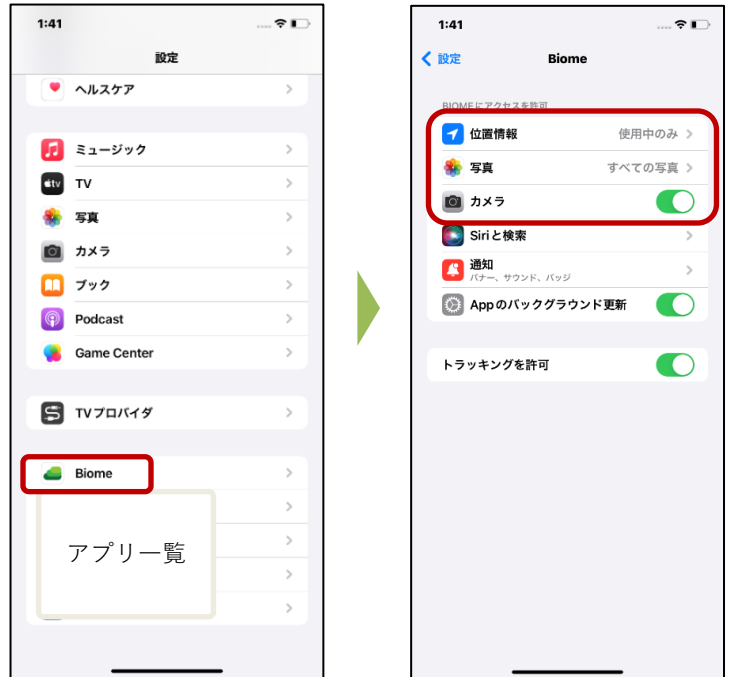 1:41
設定
ヘルスケア
ミュージック
TV
写真
カメラ
ブック
Podcast
Game Center
TVプロバイダ
Biome
アプリ一覧
1:41
設定
Biome
BIOMEにアクセスを許可
位置情報
使用中のみ
写真
すべての写真
カメラ
Siriと検索
通知
バナー、サウンド、バッジ
Appのバックグラウンド更新
トラッキングを許可